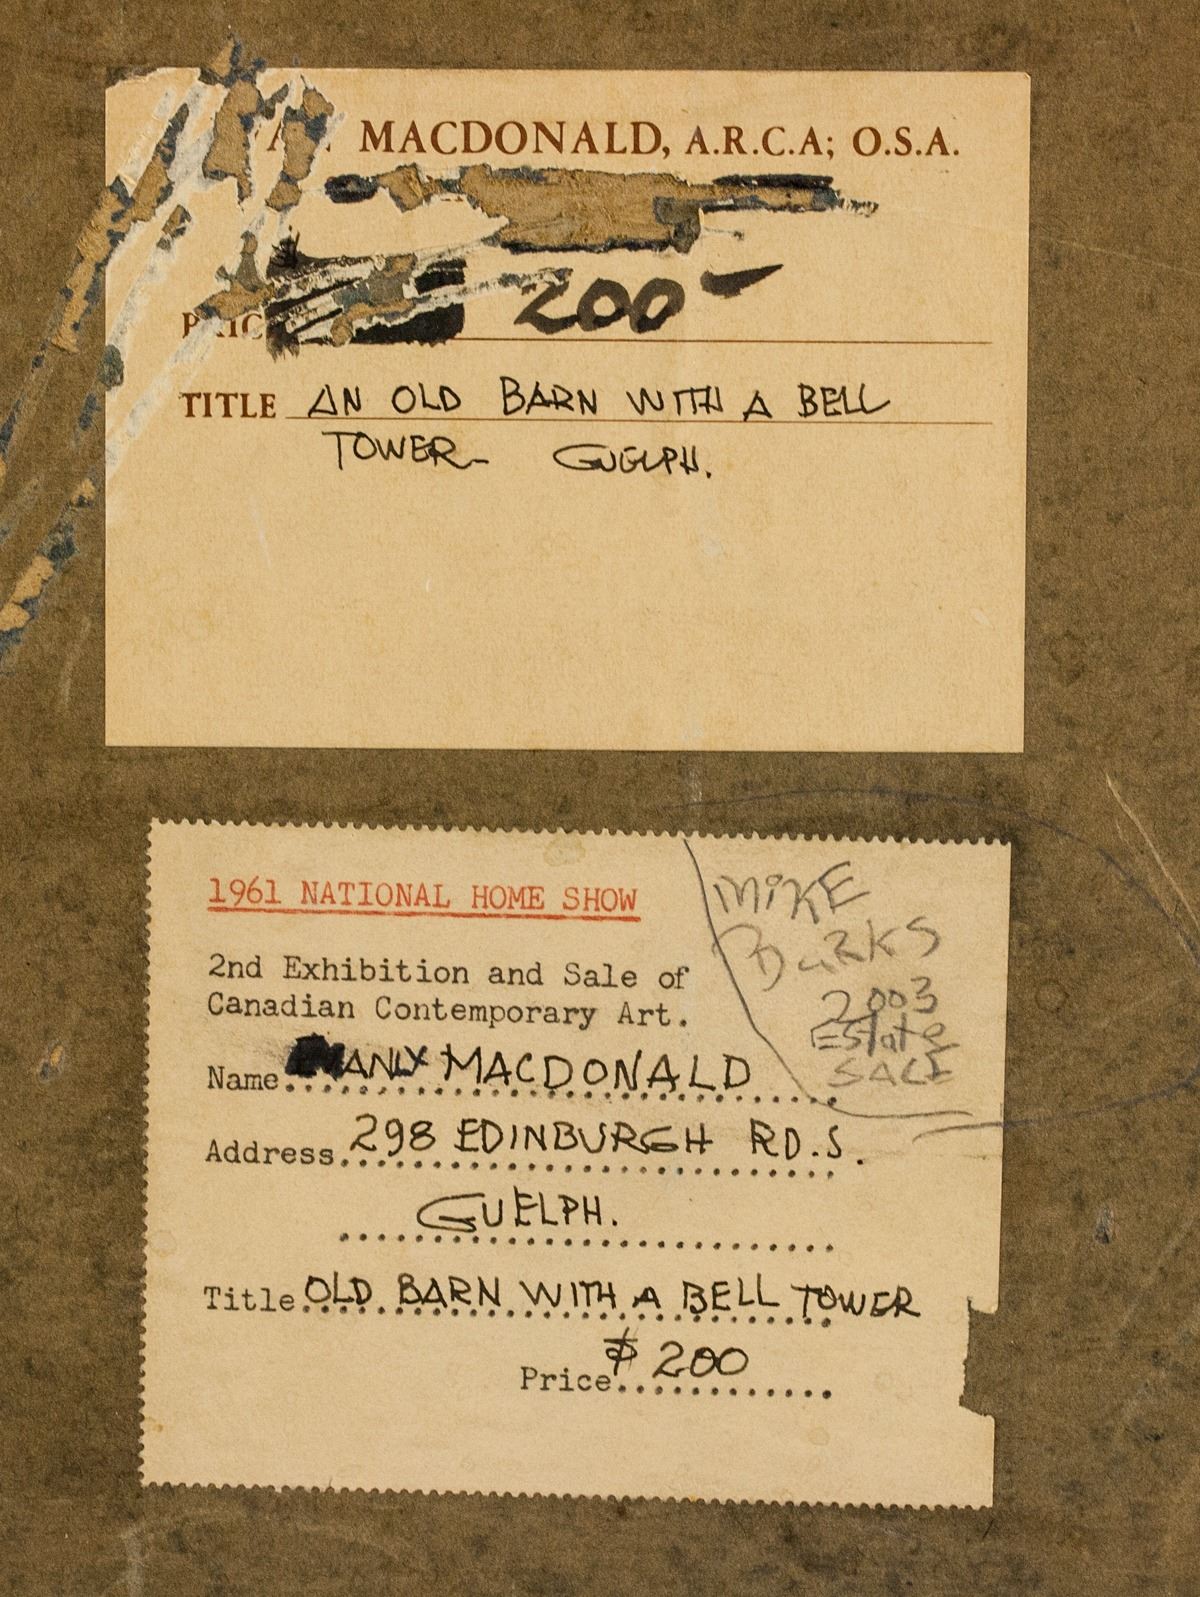 MACDONALD, A.R.C.A; O.S.A.
200-
TITLE AN OLD BARN WITH A BELL
TOWER- GUELPH.
1961 NATIONAL HOME SHOW
2nd Exhibition and Sale of
Canadian Contemporary Art.
Name MANLY MACDONALD
Address 298 EDINBURGH RD.S.
GUELPH.
Title OLD BARN WITH A BELL TOWER
Price $200
MIKE
2003
EState
SALE